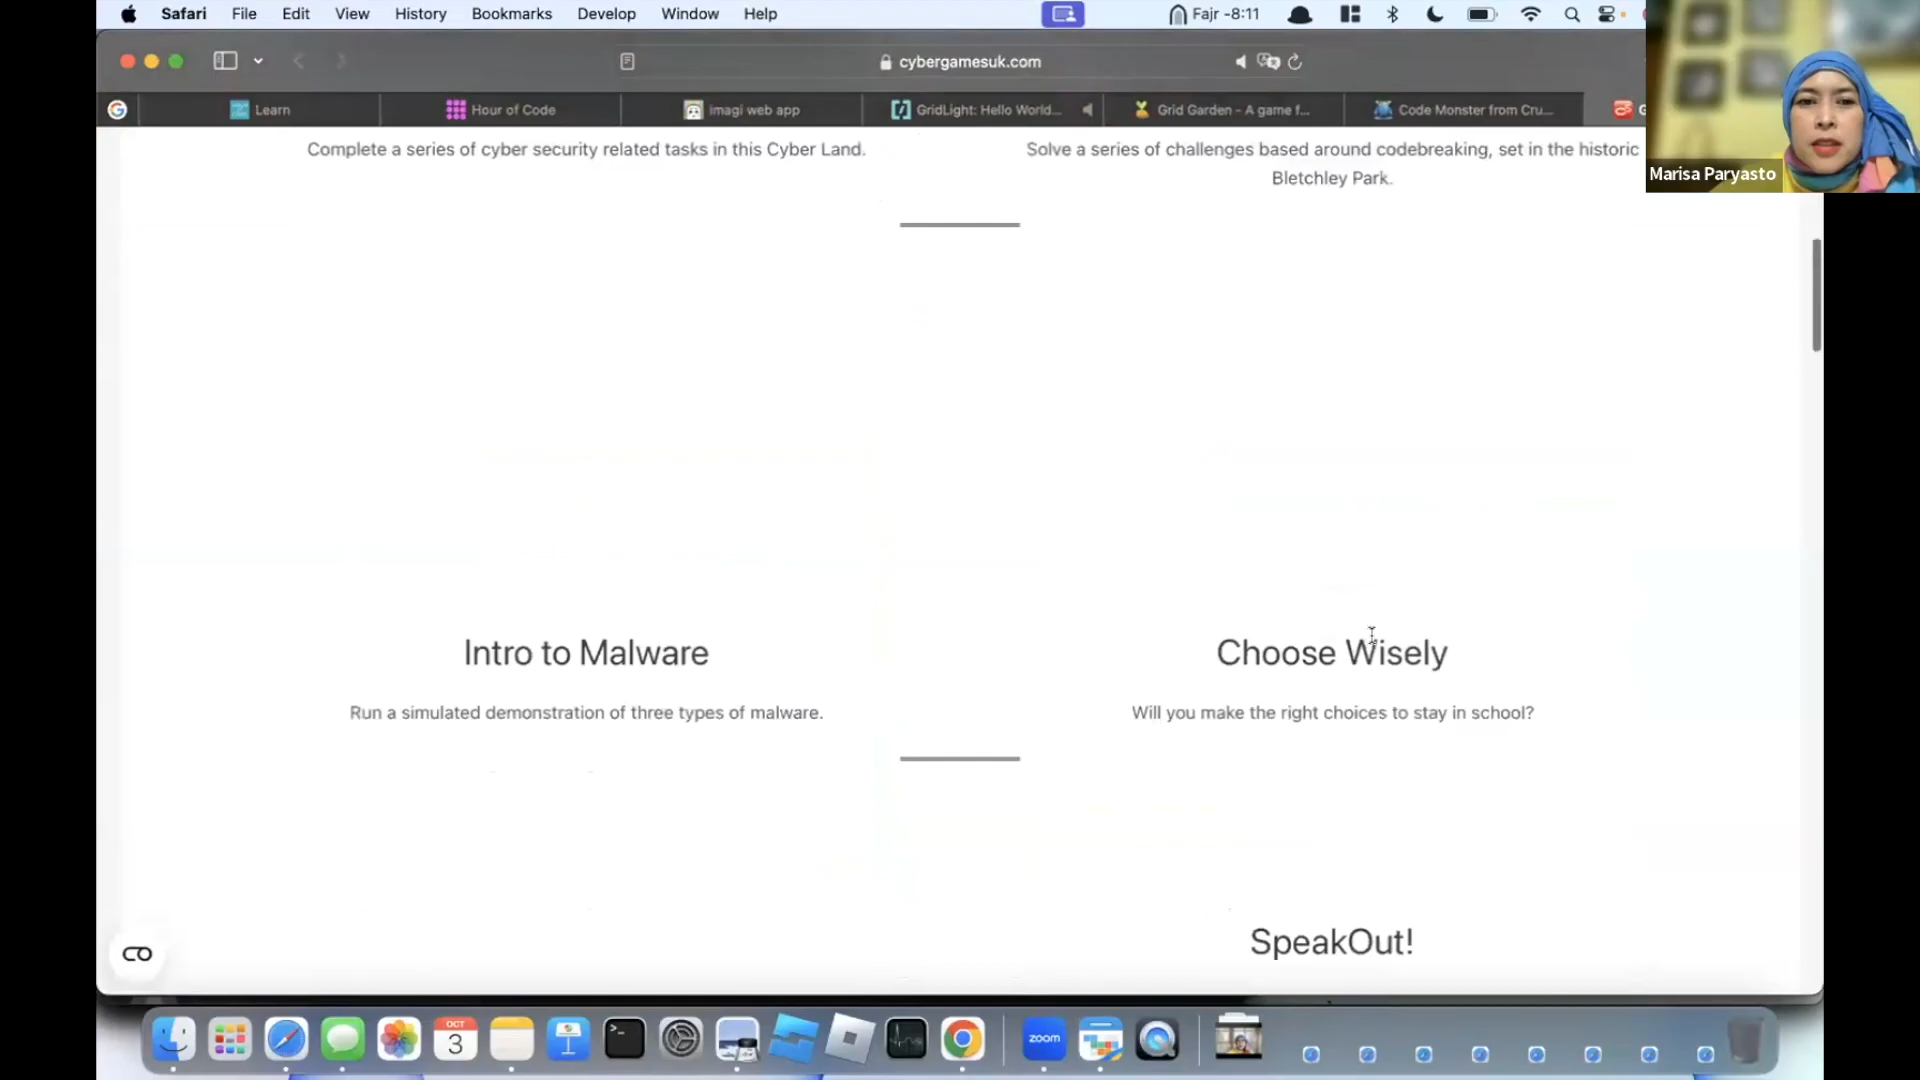 Safari File Edit View History Bookmarks Develop Window Help Fajr -8:11
cybergamesuk.com
Learn Hour of Code imagi web app GridLight: Hello World... Grid Garden - A game f... Code Monster from Cru...
Marisa Paryasto
Complete a series of cyber security related tasks in this Cyber Land.
Solve a series of challenges based around codebreaking, set in the historic
Bletchley Park.
Intro to Malware
Run a simulated demonstration of three types of malware.
Choose Wisely
Will you make the right choices to stay in school?
SpeakOut!
OCT
3
zoom